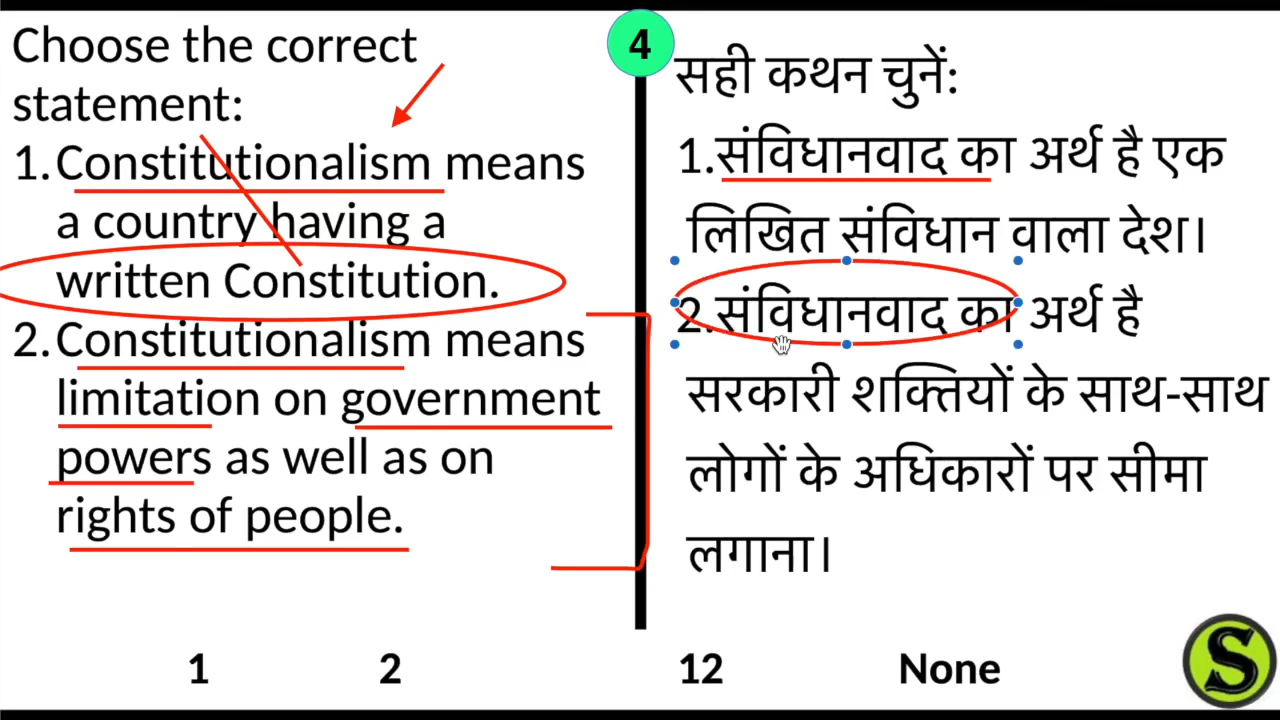 Choose the correct
statement:
1. Constitutionalism means
a country having a
written Constitution.
2. Constitutionalism means
limitation on government
powers as well as on
rights of people.
4
सही कथन चुनें:
1. संविधानवाद का अर्थ है एक
लिखित संविधान वाला देश।
2. संविधानवाद का अर्थ है
सरकारी शक्तियों के साथ-साथ
लोगों के अधिकारों पर सीमा
लगाना।
1 2 12 None
S